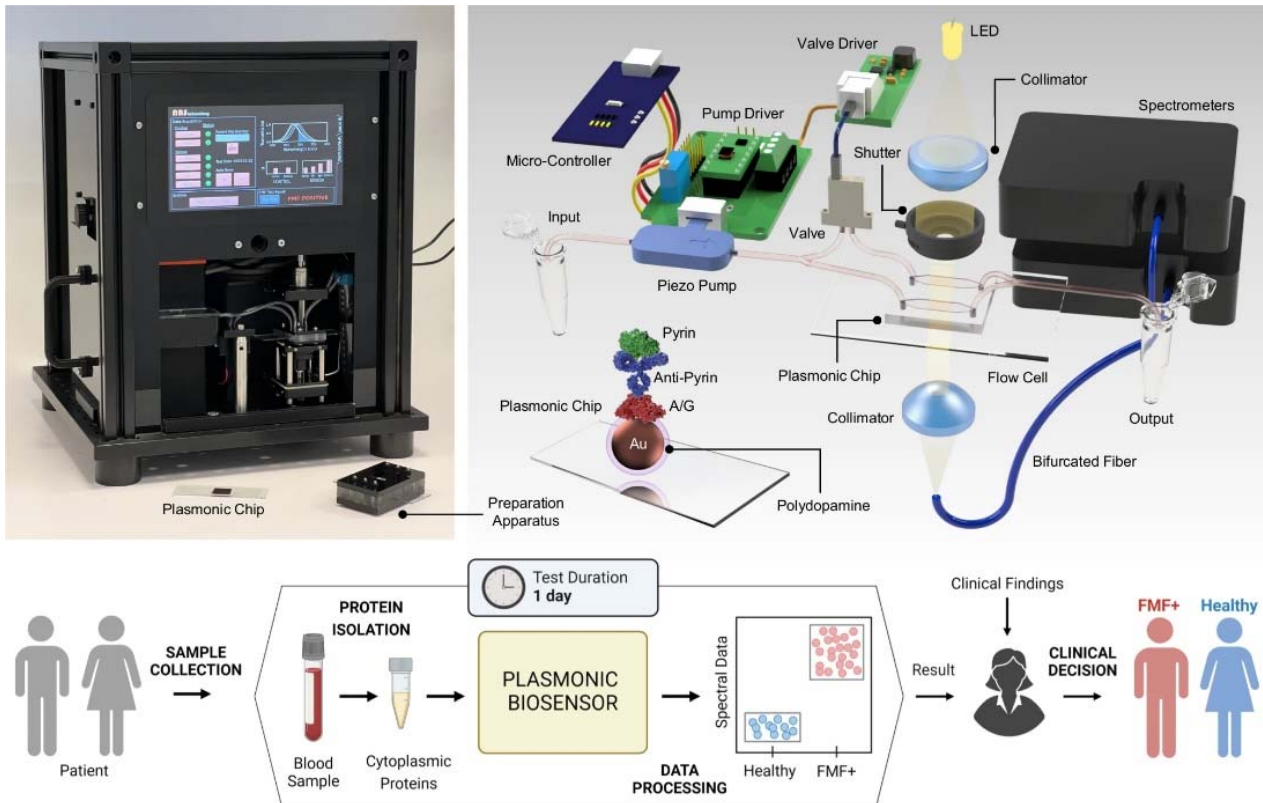 FMF POSITIVE
Plasmonic Chip
Preparation
Apparatus
LED
Valve Driver
Collimator
Pump Driver
Spectrometers
Micro-Controller
Shutter
Input
Valve
Piezo Pump
Pyrin
Anti-Pyrin
Plasmonic Chip
A/G
Au
Plasmonic Chip
Flow Cell
Collimator
Output
Bifurcated Fiber
Polydopamine
Test Duration
1 day
Clinical Findings
PROTEIN
ISOLATION
FMF+
Healthy
SAMPLE
COLLECTION
PLASMONIC
BIOSENSOR
Spectral Data
Result
CLINICAL
DECISION
Patient
Blood
Sample
Cytoplasmic
Proteins
DATA
PROCESSING
Healthy
FMF+